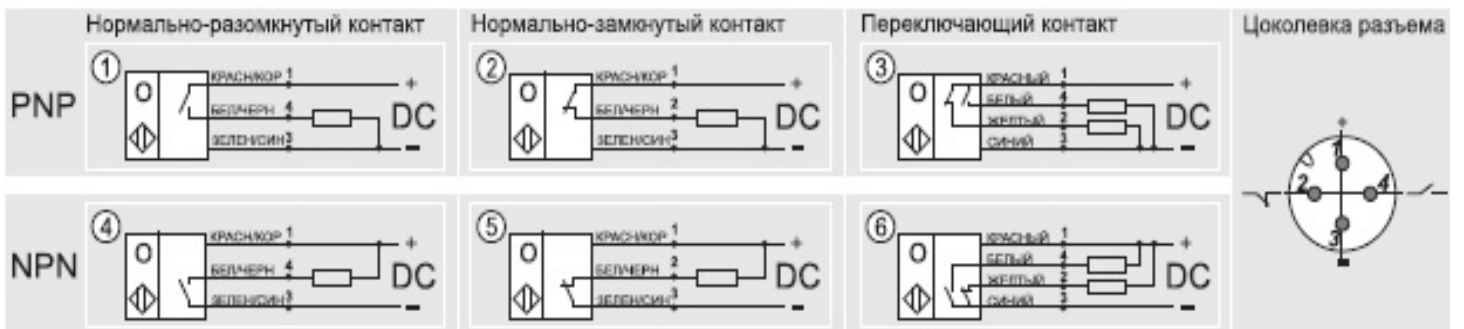 Нормально-разомкнутый контакт
Нормально-замкнутый контакт
Переключающий контакт
Цоколевка разъема
PNP
1
КРАСН/КОР 1
+
БЕЛ/ЧЕРН 4
DC
ЗЕЛЕН/СИН 3
-
2
КРАСН/КОР 1
+
БЕЛ/ЧЕРН 2
DC
ЗЕЛЕН/СИН 3
-
3
КРАСНЫЙ 1
+
БЕЛЫЙ 4
ЖЕЛТЫЙ 2
DC
СИНИЙ 3
-
NPN
4
КРАСН/КОР 1
+
БЕЛ/ЧЕРН 4
DC
ЗЕЛЕН/СИН 3
-
5
КРАСН/КОР 1
+
БЕЛ/ЧЕРН 2
DC
ЗЕЛЕН/СИН 3
-
6
КРАСНЫЙ 1
+
БЕЛЫЙ 4
ЖЕЛТЫЙ 2
DC
СИНИЙ 3
-
+
1
2
4
3
-